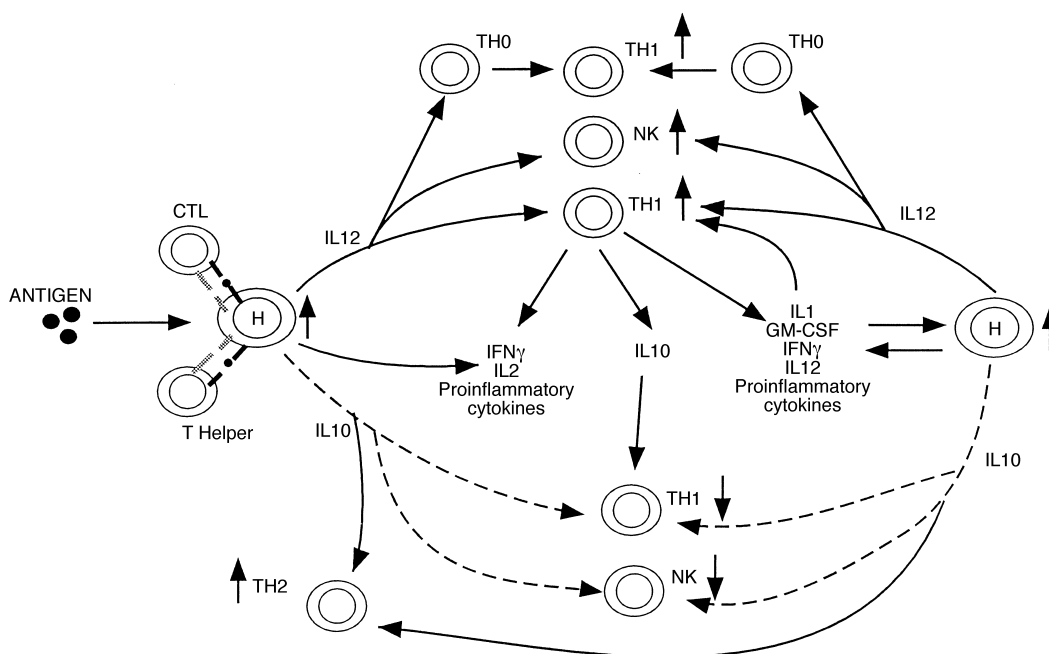 TH0
TH1
TH0
NK
TH1
CTL
IL12
IL12
ANTIGEN
H
H
IL1
GM-CSF
IFNγ
IL12
Proinflammatory
cytokines
IFNγ
IL2
Proinflammatory
cytokines
IL10
T Helper
IL10
IL10
TH1
NK
TH2